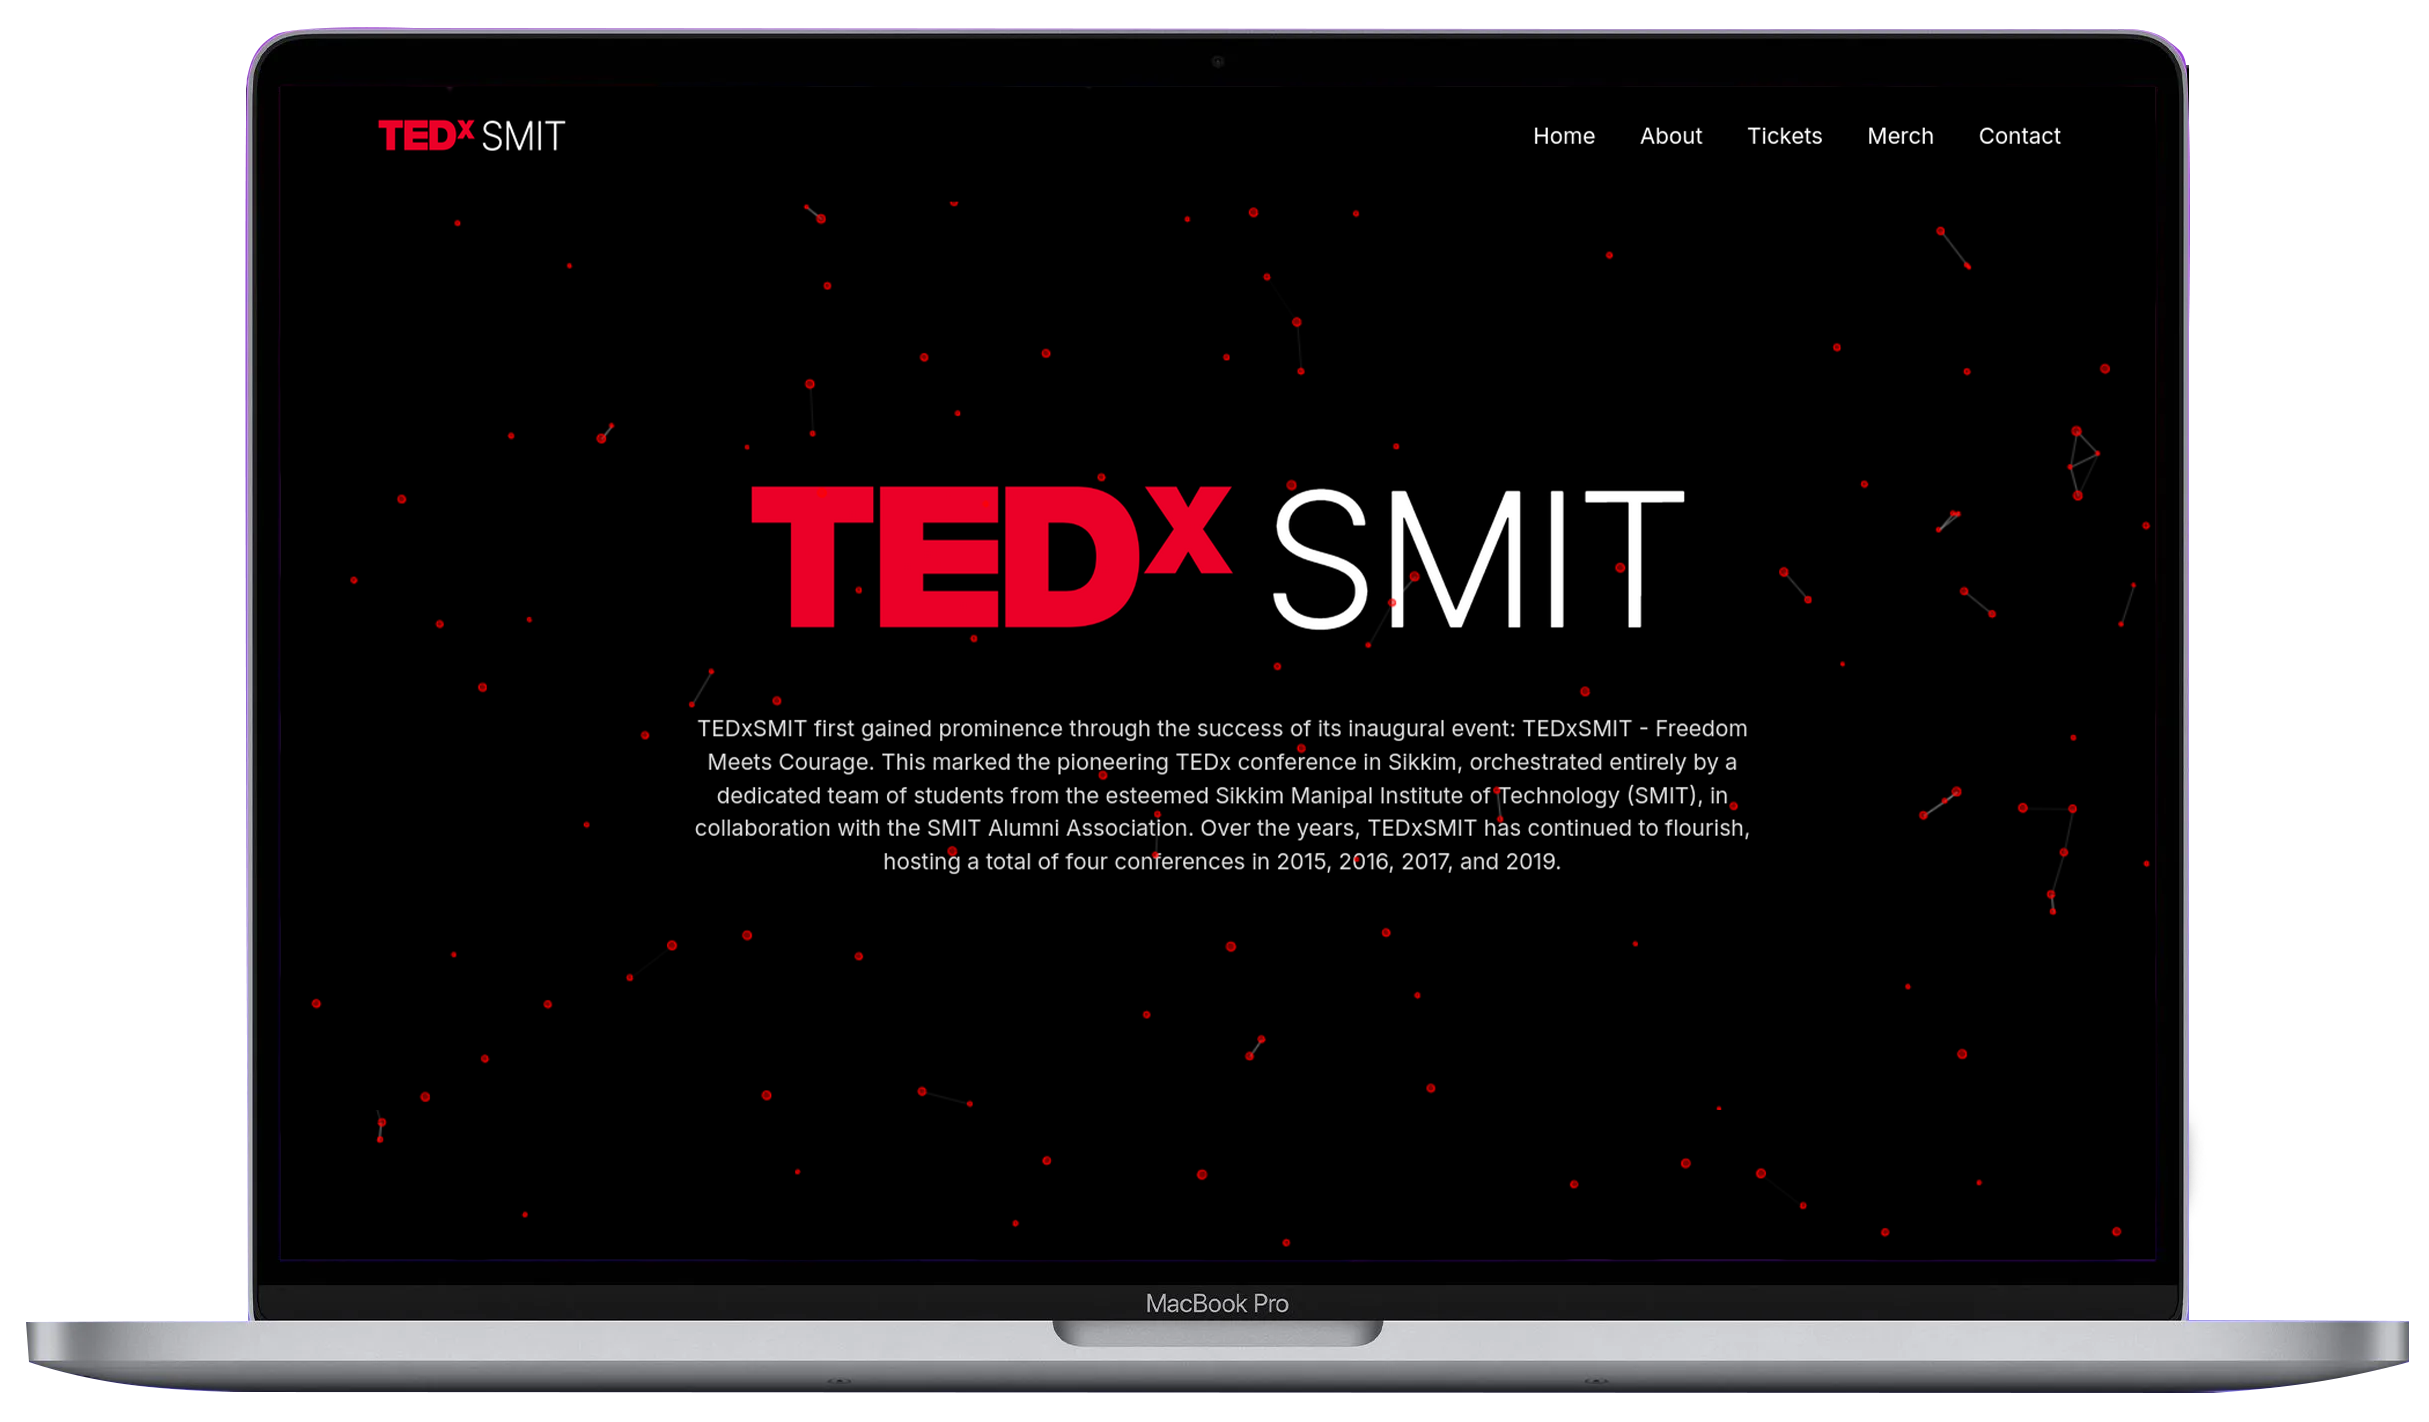 TEDx SMIT
Home About Tickets Merch Contact
TEDx SMIT
TEDxSMIT first gained prominence through the success of its inaugural event: TEDxSMIT - Freedom
Meets Courage. This marked the pioneering TEDx conference in Sikkim, orchestrated entirely by a
dedicated team of students from the esteemed Sikkim Manipal Institute of Technology (SMIT), in
collaboration with the SMIT Alumni Association. Over the years, TEDxSMIT has continued to flourish,
hosting a total of four conferences in 2015, 2016, 2017, and 2019.
MacBook Pro